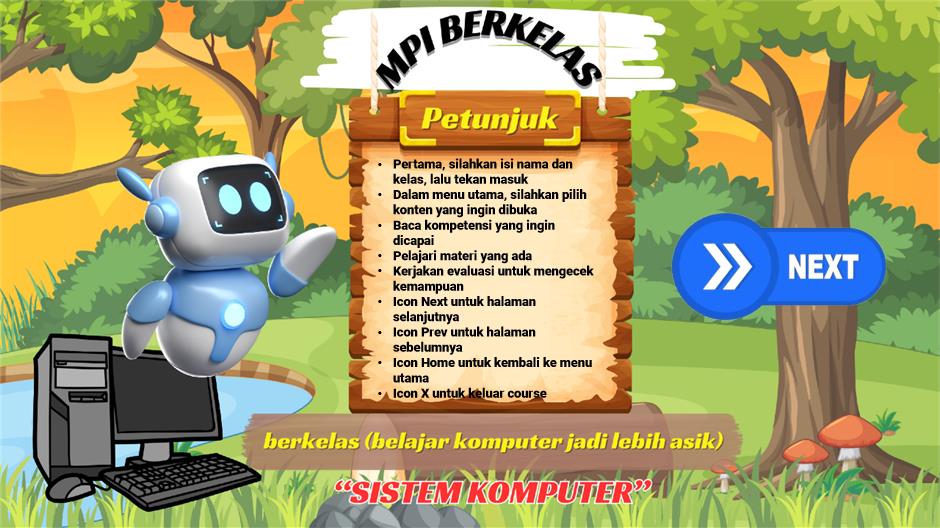 MPI BERKELAS
Petunjuk
• Pertama, silahkan isi nama dan
kelas, lalu tekan masuk
• Dalam menu utama, silahkan pilih
konten yang ingin dibuka
• Baca kompetensi yang ingin
dicapai
• Pelajari materi yang ada
• Kerjakan evaluasi untuk mengecek
kemampuan
• Icon Next untuk halaman
selanjutnya
• Icon Prev untuk halaman
sebelumnya
• Icon Home untuk kembali ke menu
utama
• Icon X untuk keluar course
NEXT
berkelas (belajar komputer jadi lebih asik)
“SISTEM KOMPUTER”